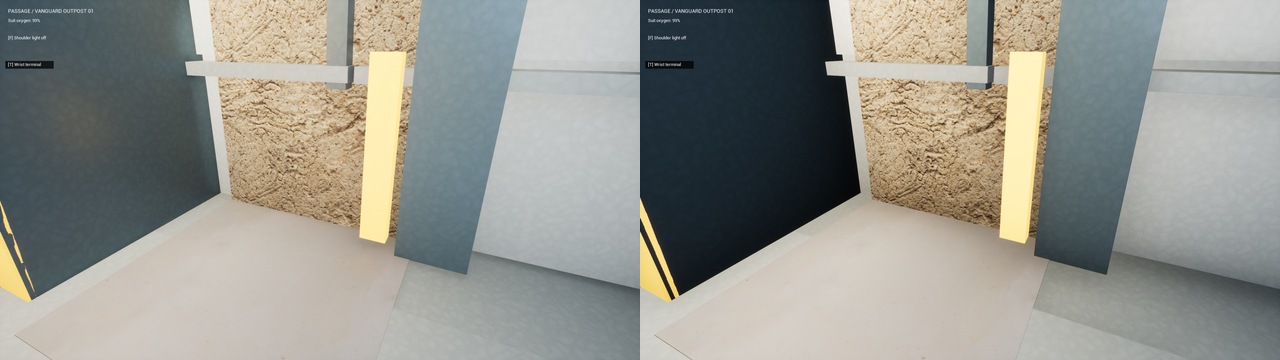 PASSAGE / VANGUARD OUTPOST 01
Suit oxygen: 99%
[F] Shoulder light off
[T] Wrist terminal
PASSAGE / VANGUARD OUTPOST 01
Suit oxygen: 99%
[F] Shoulder light off
[T] Wrist terminal